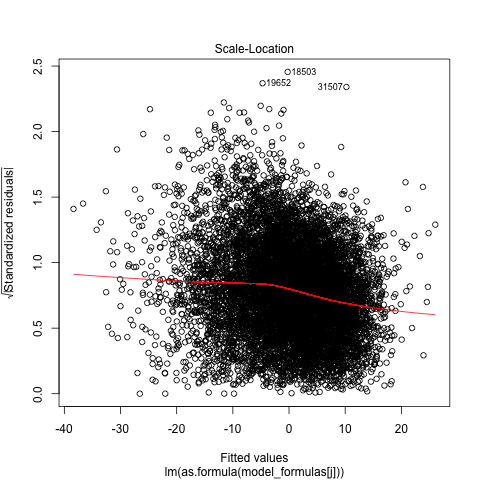 Scale-Location
18503
19652
31507
√|Standardized residuals|
0.0
0.5
1.0
1.5
2.0
2.5
-40 -30 -20 -10 0 10 20
Fitted values
lm(as.formula(model_formulas[j]))